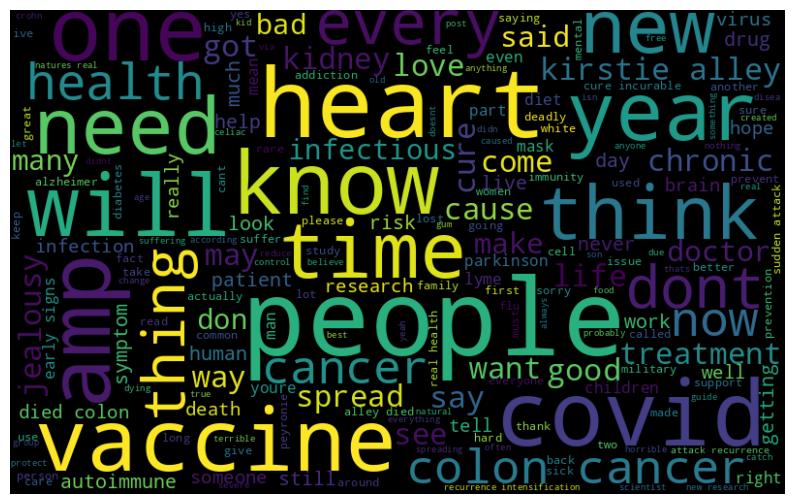 one every new
bad said virus
got kidney love drug
natures real yes kid high ive much mean feel even post via free mental saying
health heart year
addiction anything kirstie alley
need help old diet cure incurable another
great part deadly isn disea
let celiac rare doesnt didn white sure created something
many know infectious cure come mask hope nothing
didnt caused day chronic anyone
alzheimer diabetes really cant find live immunity used brain prevent
will time think
age women real
keep look please risk lost gum cause going
suffering according suffer believe study make never doctor sudden attack
infection may control reduce parkinson cell issue due
fact research family lyme first son thats better
jealousy early signs take change patient sorry food life dont
amp thing people
actually lot flu always prevention
symptom read don man yeah best must work called now
common human probably
cancer want good treatment
dying way real health everyone military well
died colon true death spread say children support getting
use alley died natural everything thank made guide
vaccine covid
group long peyronie tell hard two
terrible see horrible
person give back attack recurrence right
protect care someone still around spreading often sick catch
autoimmune severe colon cancer
recurrence intensification scientist new research